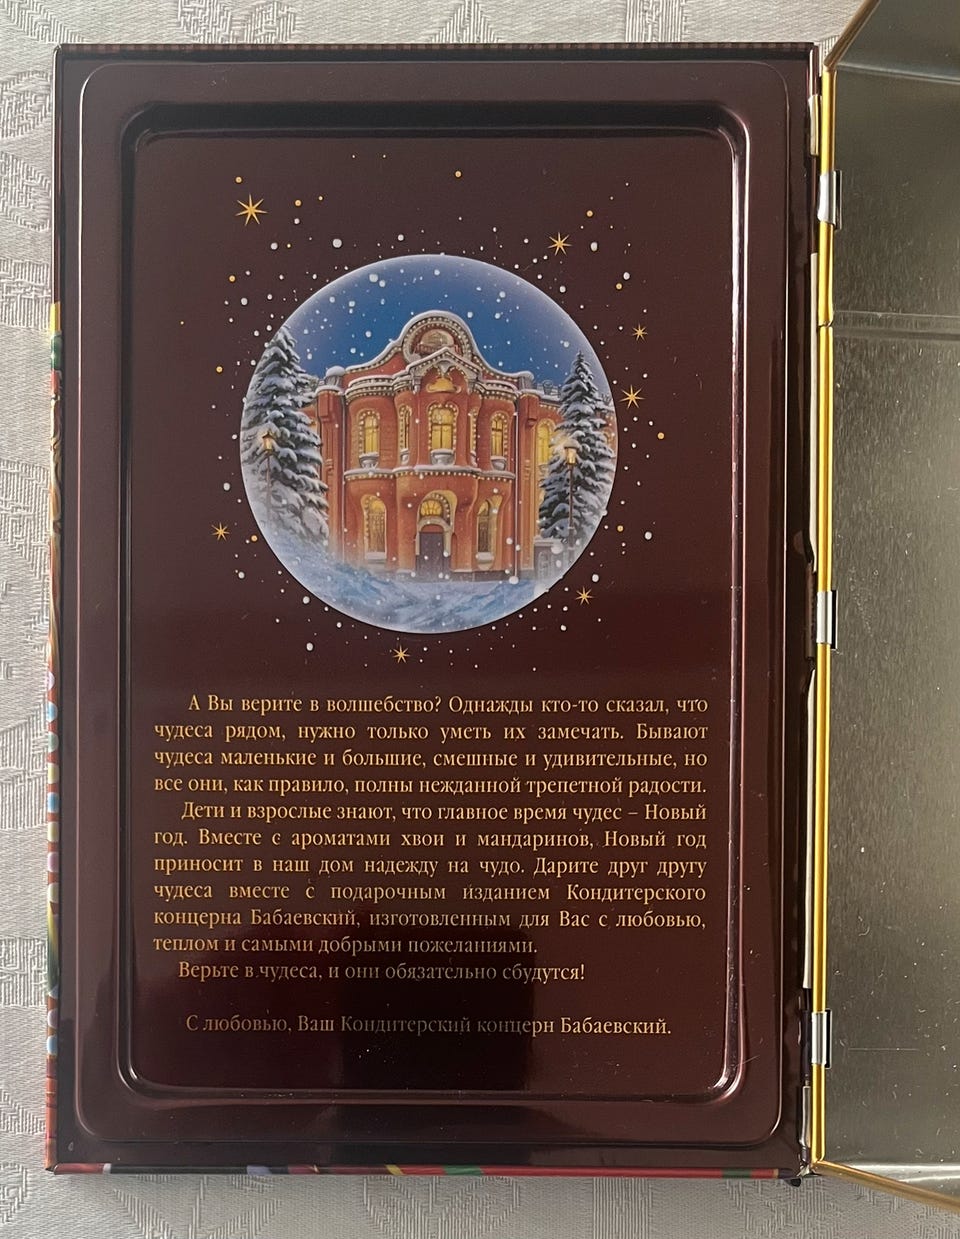 А Вы верите в волшебство? Однажды кто-то сказал, что
чудеса рядом, нужно только уметь их замечать. Бывают
чудеса маленькие и большие, смешные и удивительные, но
все они, как правило, полны нежданной трепетной радости.
Дети и взрослые знают, что главное время чудес – Новый
год. Вместе с ароматами хвои и мандаринов, Новый год
приносит в наш дом надежду на чудо. Дарите друг другу
чудеса вместе с подарочным изданием Кондитерского
концерна Бабаевский, изготовленным для Вас с любовью,
теплом и самыми добрыми пожеланиями.
Верьте в чудеса, и они обязательно сбудутся!
С любовью, Ваш Кондитерский концерн Бабаевский.